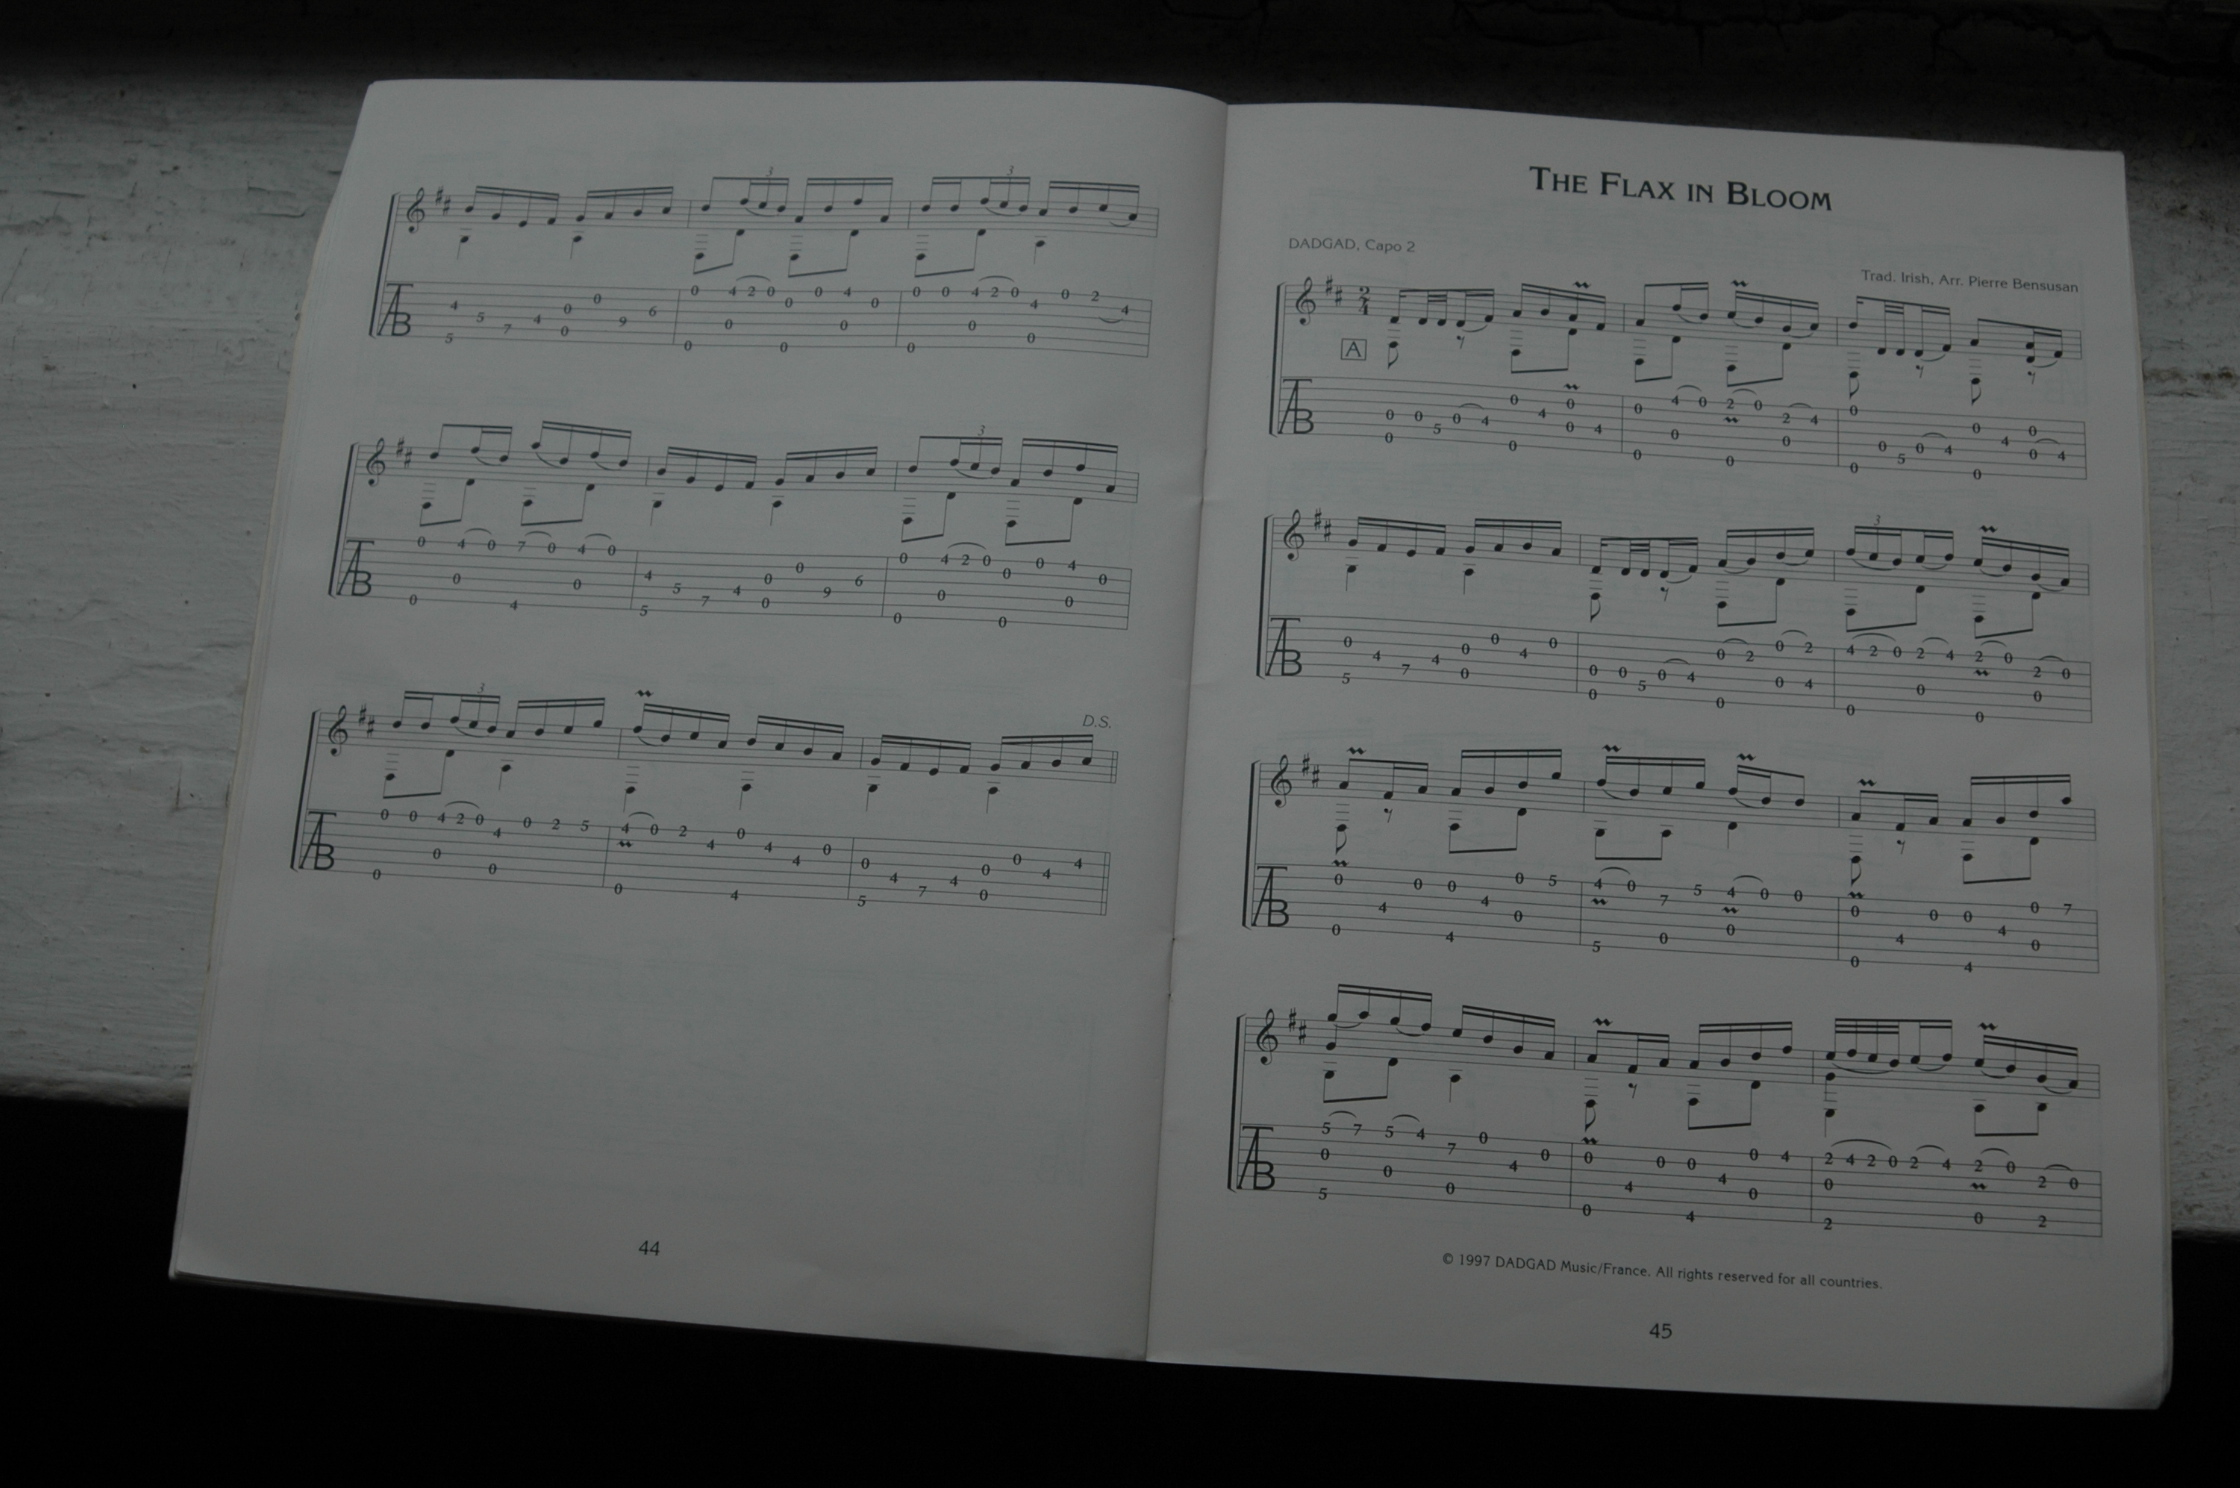 D.S.
44
THE FLAX IN BLOOM
DADGAD, Capo 2
Trad. Irish, Arr. Pierre Bensusan
A
© 1997 DADGAD Music/France. All rights reserved for all countries.
45